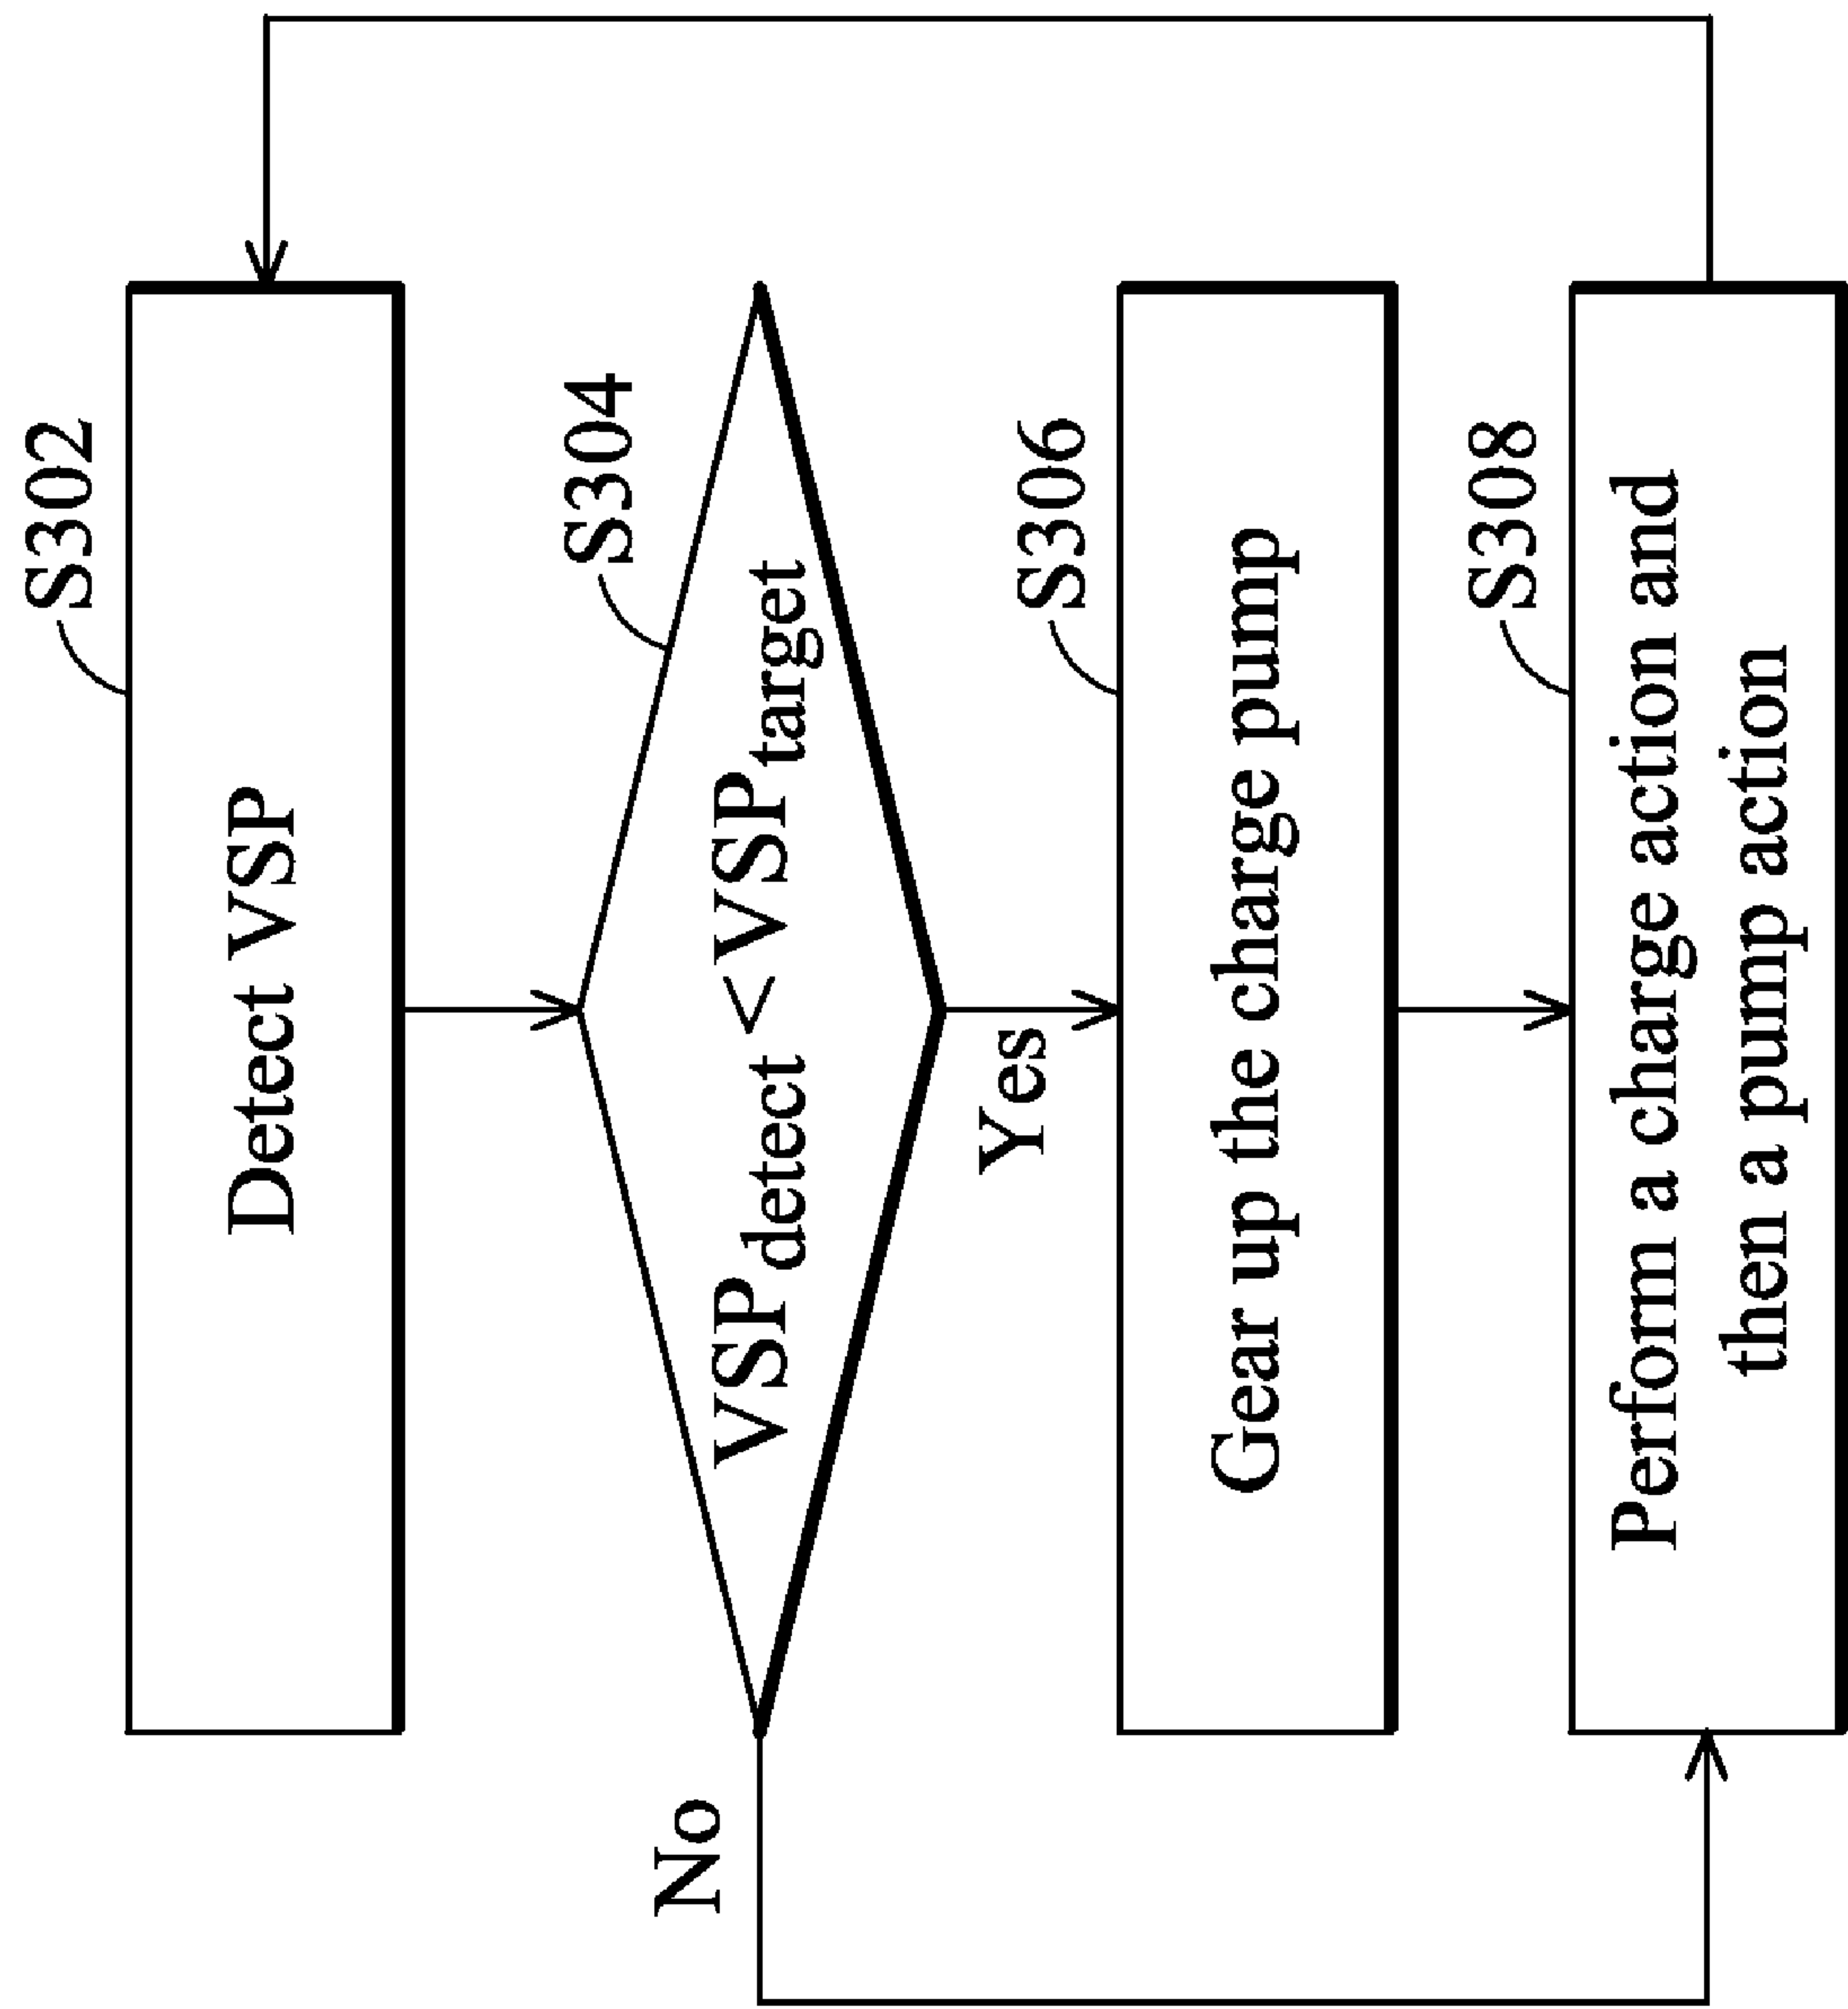 S302
Detect VSP
S304
VSPdetect <VSPtarget
No
Yes
S306
Gear up the charge pump
S308
Perform a charge action and
then a pump action